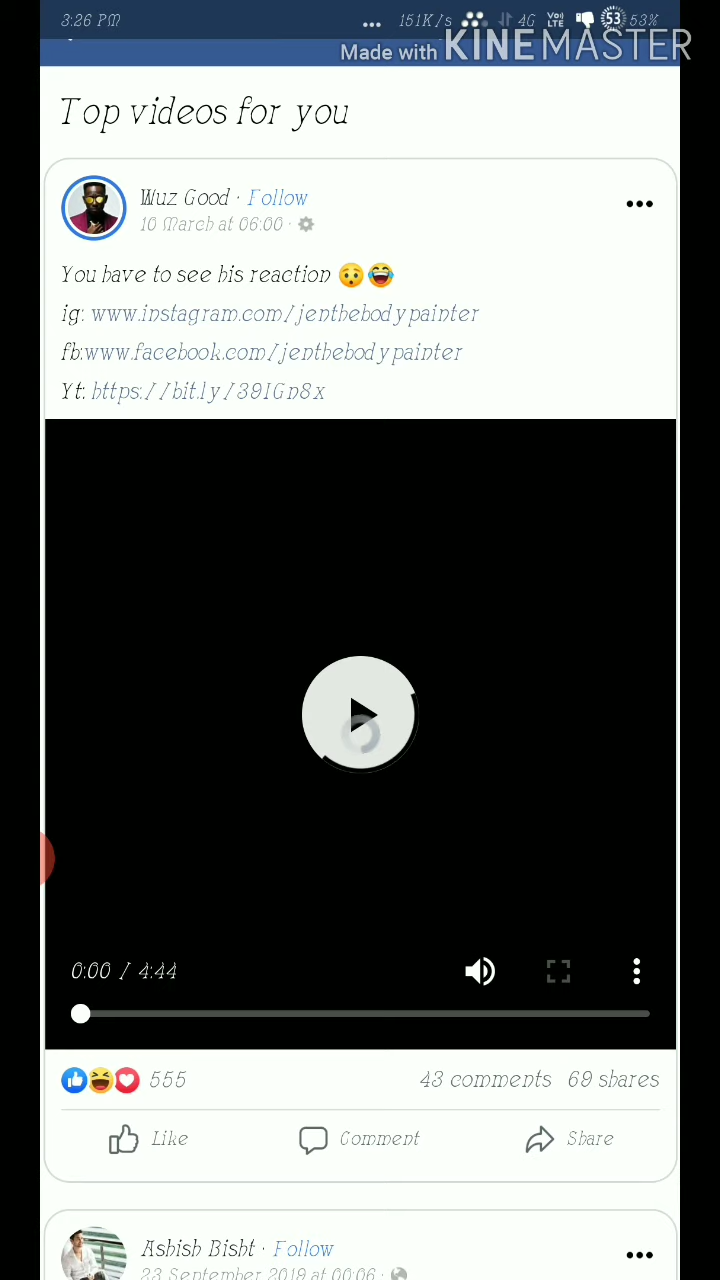 3:26 PM ... 151K/s 4G VoLTE 53 53%
Made with KINEMASTER
Top videos for you
Wuz Good · Follow
10 March at 06:00 ·
You have to see his reaction 😯😂
ig: www.instagram.com/jenthebodypainter
fb:www.facebook.com/jenthebodypainter
Yt: https://bit.ly/39IGn8x
0:00 / 4:44
555 43 comments 69 shares
Like Comment Share
Ashish Bisht · Follow
23 September 2019 at 00:06 ·